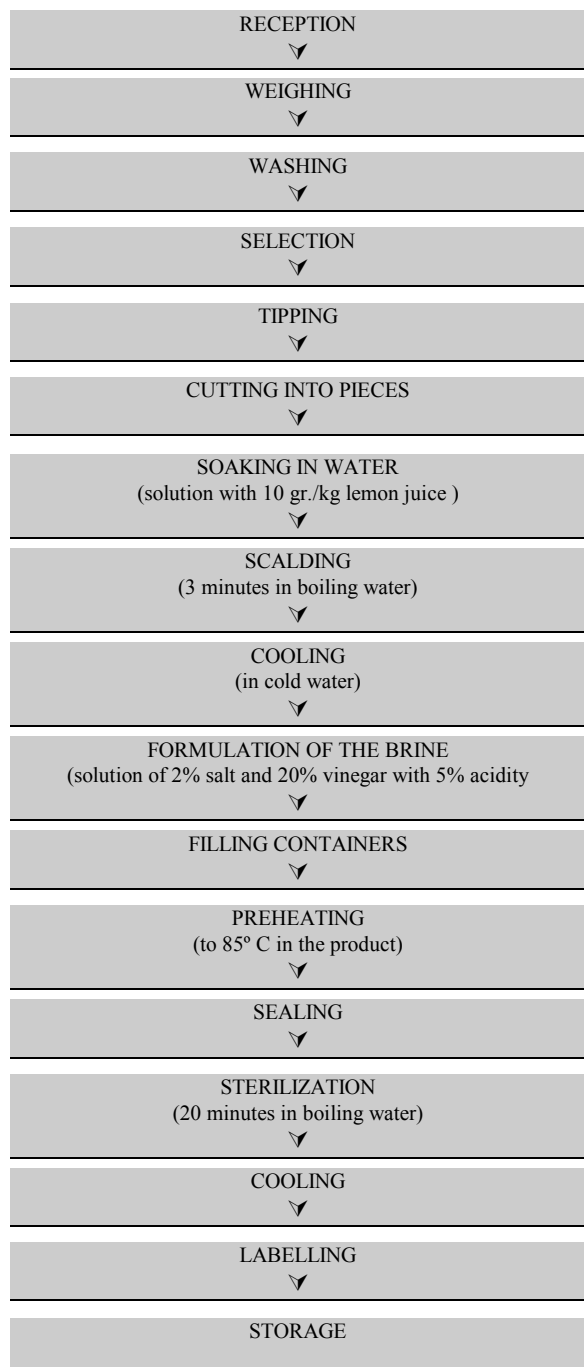 RECEPTION
WEIGHING
WASHING
SELECTION
TIPPING
CUTTING INTO PIECES
SOAKING IN WATER
(solution with 10 gr./kg lemon juice )
SCALDING
(3 minutes in boiling water)
COOLING
(in cold water)
FORMULATION OF THE BRINE
(solution of 2% salt and 20% vinegar with 5% acidity
FILLING CONTAINERS
PREHEATING
(to 85º C in the product)
SEALING
STERILIZATION
(20 minutes in boiling water)
COOLING
LABELLING
STORAGE